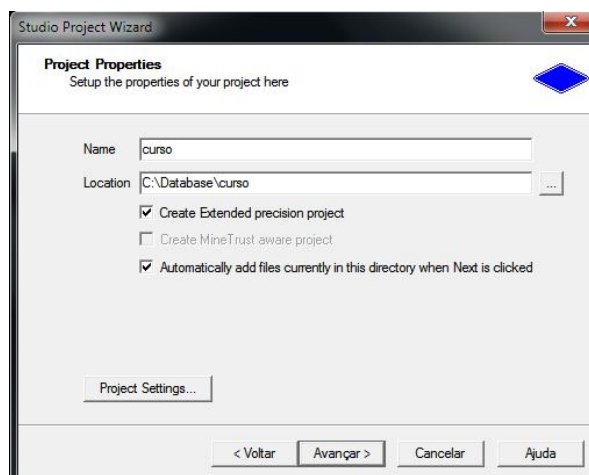 Studio Project Wizard
Project Properties
Setup the properties of your project here
Name curso
Location C:\Database\curso ...
Create Extended precision project
Create MineTrust aware project
Automatically add files currently in this directory when Next is clicked
Project Settings...
< Voltar Avançar > Cancelar Ajuda